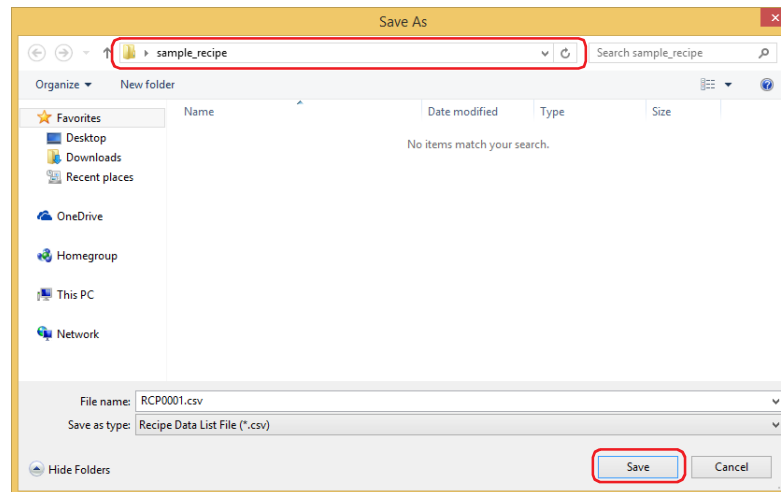 Save As
sample_recipe
Search sample_recipe
Organize
New folder
Favorites
Desktop
Downloads
Recent places
OneDrive
Homegroup
This PC
Network
Name
Date modified
Type
Size
No items match your search.
File name: RCP0001.csv
Save as type: Recipe Data List File (*.csv)
Hide Folders
Save
Cancel